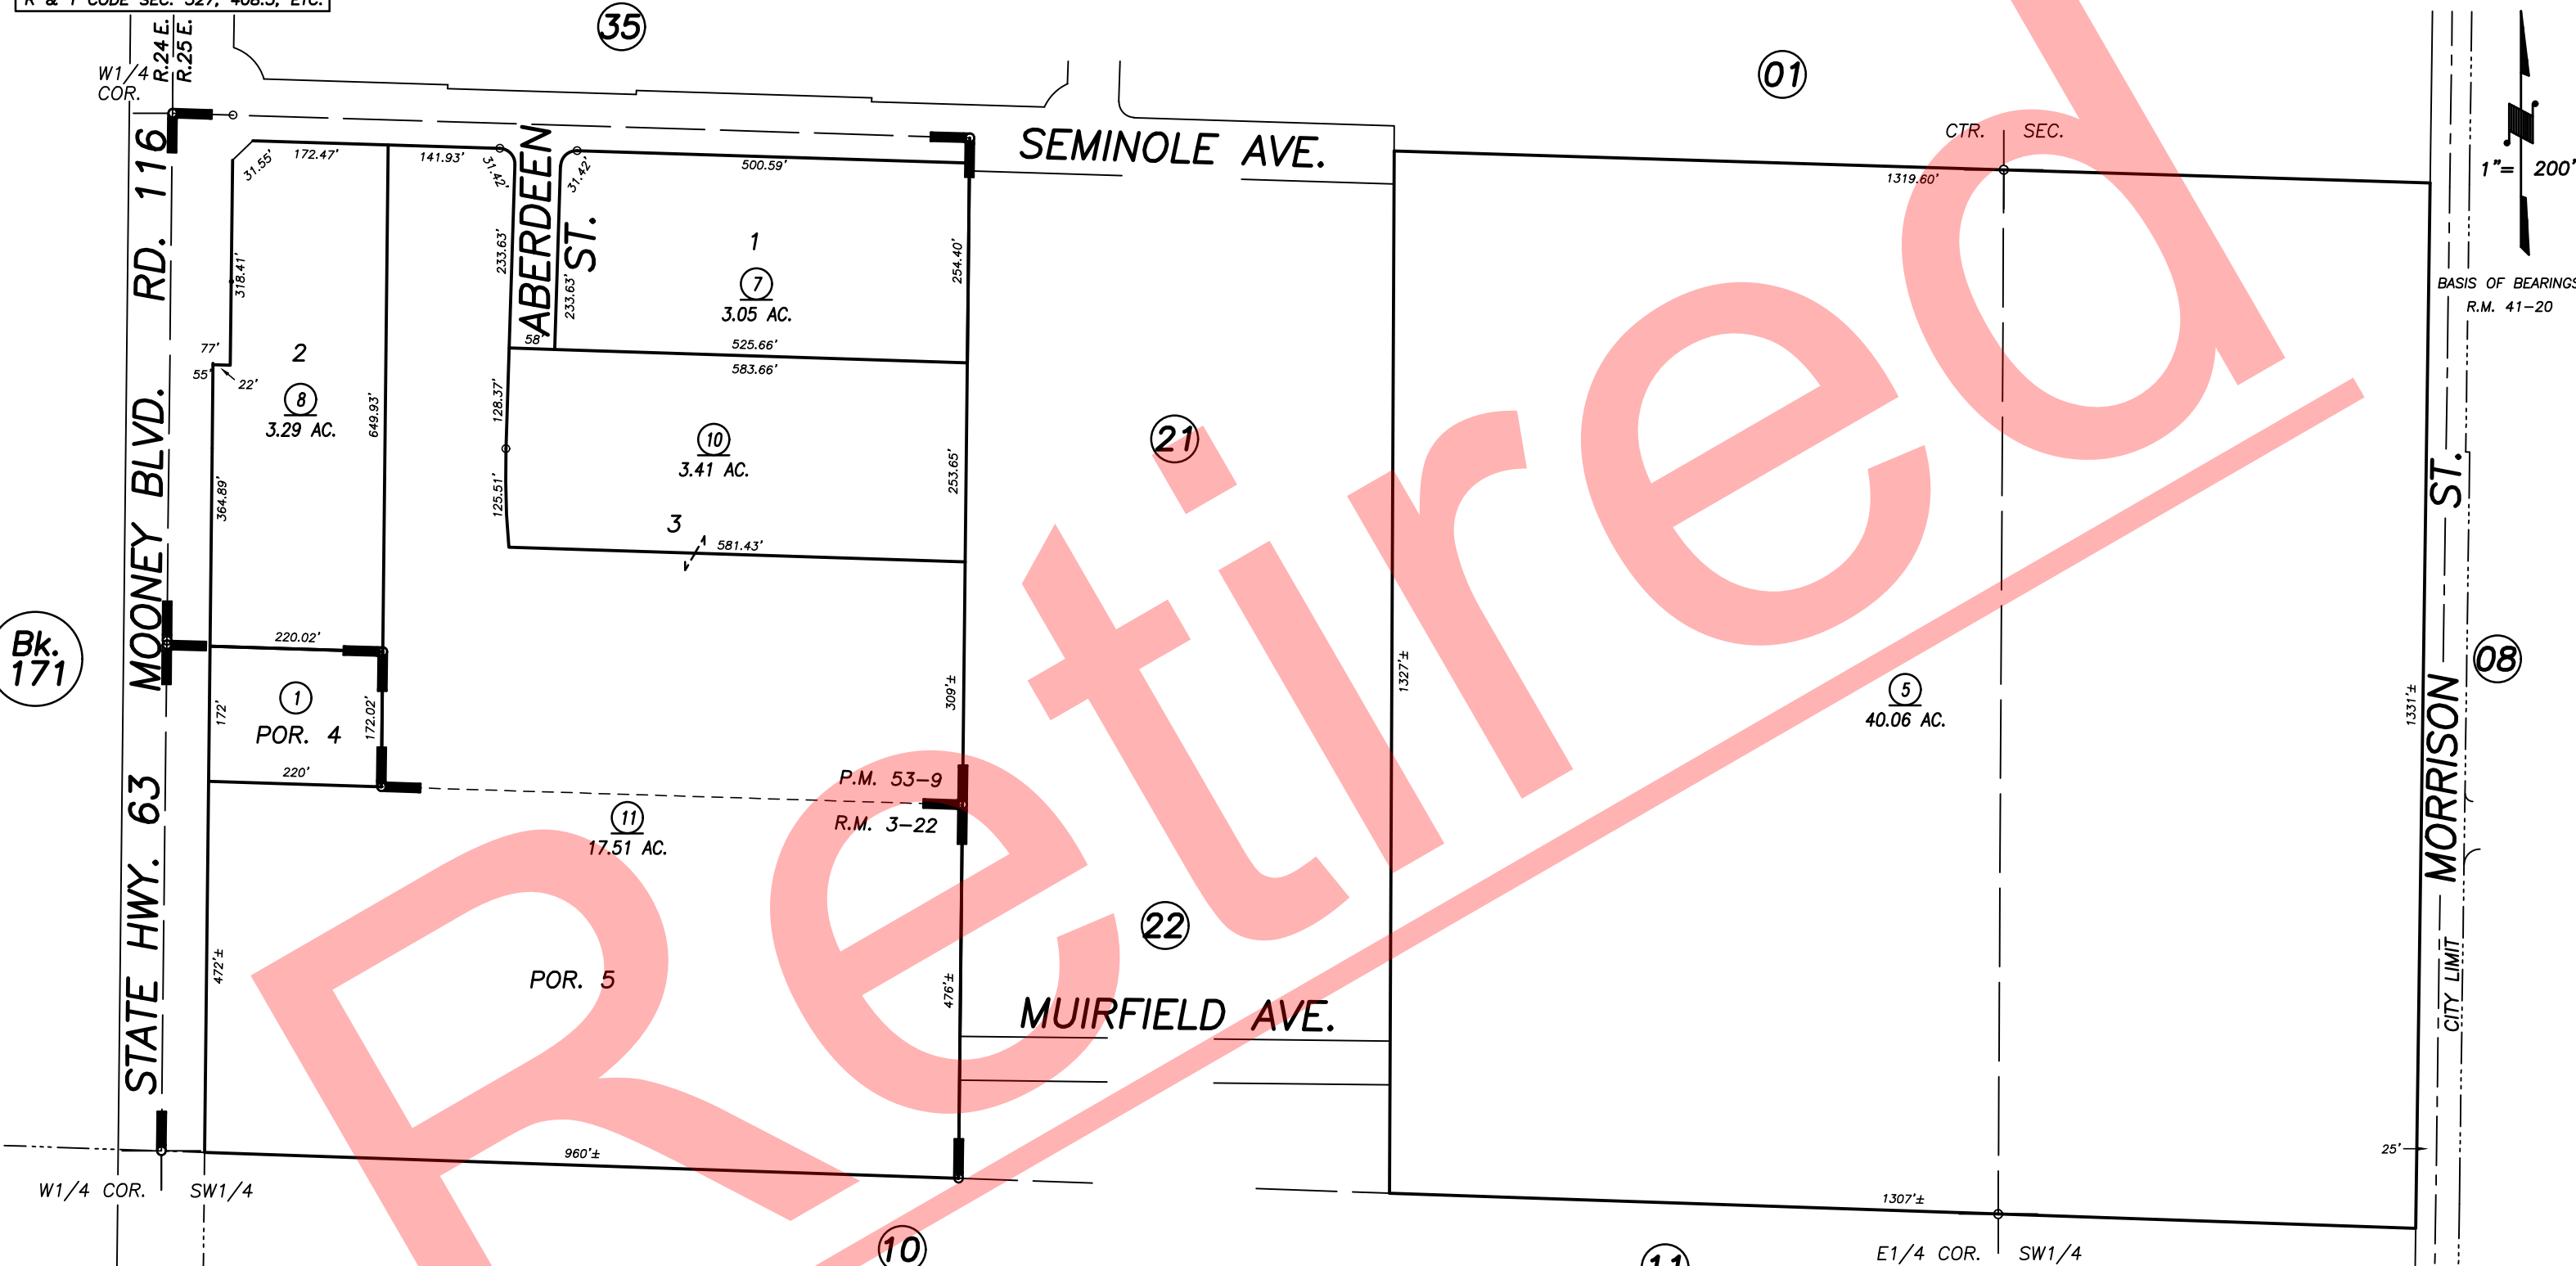 R & T CODE SEC. 327, 408.3, ETC.
35
01
R.24 E.
R.25 E.
W1/4
COR.
CTR. SEC.
1"= 200'
BASIS OF BEARINGS
R.M. 41-20
SEMINOLE AVE.
31.55'
172.47'
141.93'
31.42'
31.42'
500.59'
1319.60'
ABERDEEN
ST.
233.63'
233.63'
58'
1
7
3.05 AC.
254.40'
525.66'
583.66'
318.41'
77'
55'
22'
2
8
3.29 AC.
649.93'
364.89'
128.37'
125.51'
10
3.41 AC.
253.65'
3
581.43'
21
RD. 116
MOONEY BLVD.
STATE HWY. 63
Bk.
171
220.02'
1
POR. 4
172'
172.02'
220'
309'±
P.M. 53-9
R.M. 3-22
11
17.51 AC.
POR. 5
472'±
476'±
960'±
22
MUIRFIELD AVE.
1327'±
5
40.06 AC.
1331'±
MORRISON ST.
08
CITY LIMIT
25'
1307'±
W1/4 COR. SW1/4
10
11
E1/4 COR. SW1/4
Retired